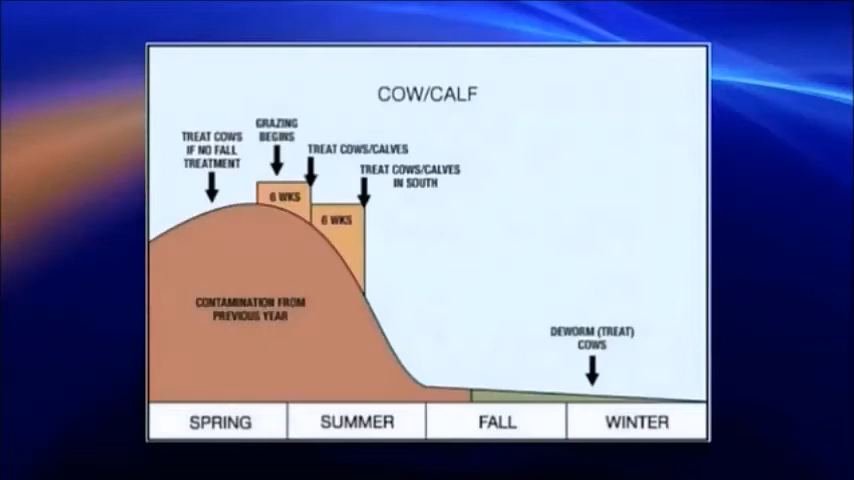 COW/CALF
TREAT COWS
IF NO FALL
TREATMENT
GRAZING
BEGINS
TREAT COWS/CALVES
TREAT COWS/CALVES
IN SOUTH
6 WKS
6 WKS
CONTAMINATION FROM
PREVIOUS YEAR
DEWORM (TREAT)
COWS
SPRING
SUMMER
FALL
WINTER